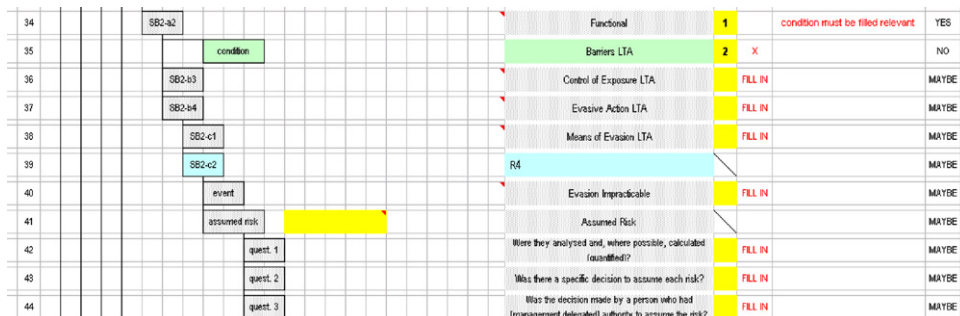 34 SB2-a2 Functional 1 condition must be filled relevant YES
35 condition Barriers LTA 2 X NO
36 SB2-b3 Control of Exposure LTA FILL IN MAYBE
37 SB2-b4 Evasive Action LTA FILL IN MAYBE
38 SB2-c1 Means of Evasion LTA FILL IN MAYBE
39 SB2-c2 R4 MAYBE
40 event Evasion Impracticable FILL IN MAYBE
41 assumed risk Assumed Risk MAYBE
Were they analysed and, where possible, calculated
42 quest. 1 (quantified)? FILL IN MAYBE
43 quest. 2 Was there a specific decision to assume each risk? FILL IN MAYBE
Was the decision made by a person who had
44 quest. 3 (management delegated) authority to assume the risk? FILL IN MAYBE